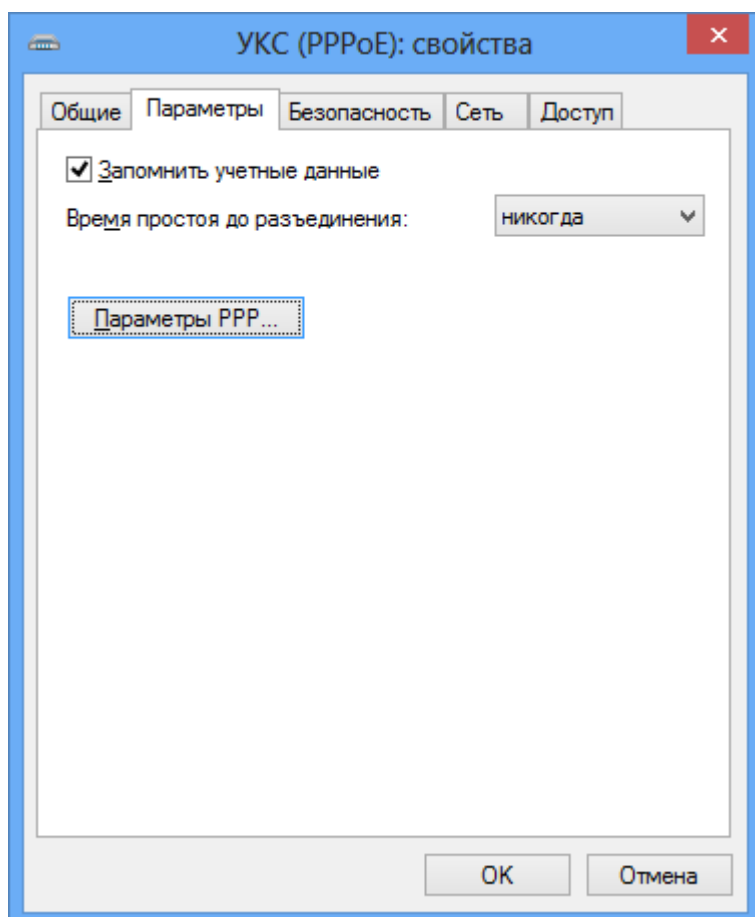 УКС (PPPoE): свойства
Общие Параметры Безопасность Сеть Доступ
Запомнить учетные данные
Время простоя до разъединения: никогда
Параметры PPP...
OK Отмена